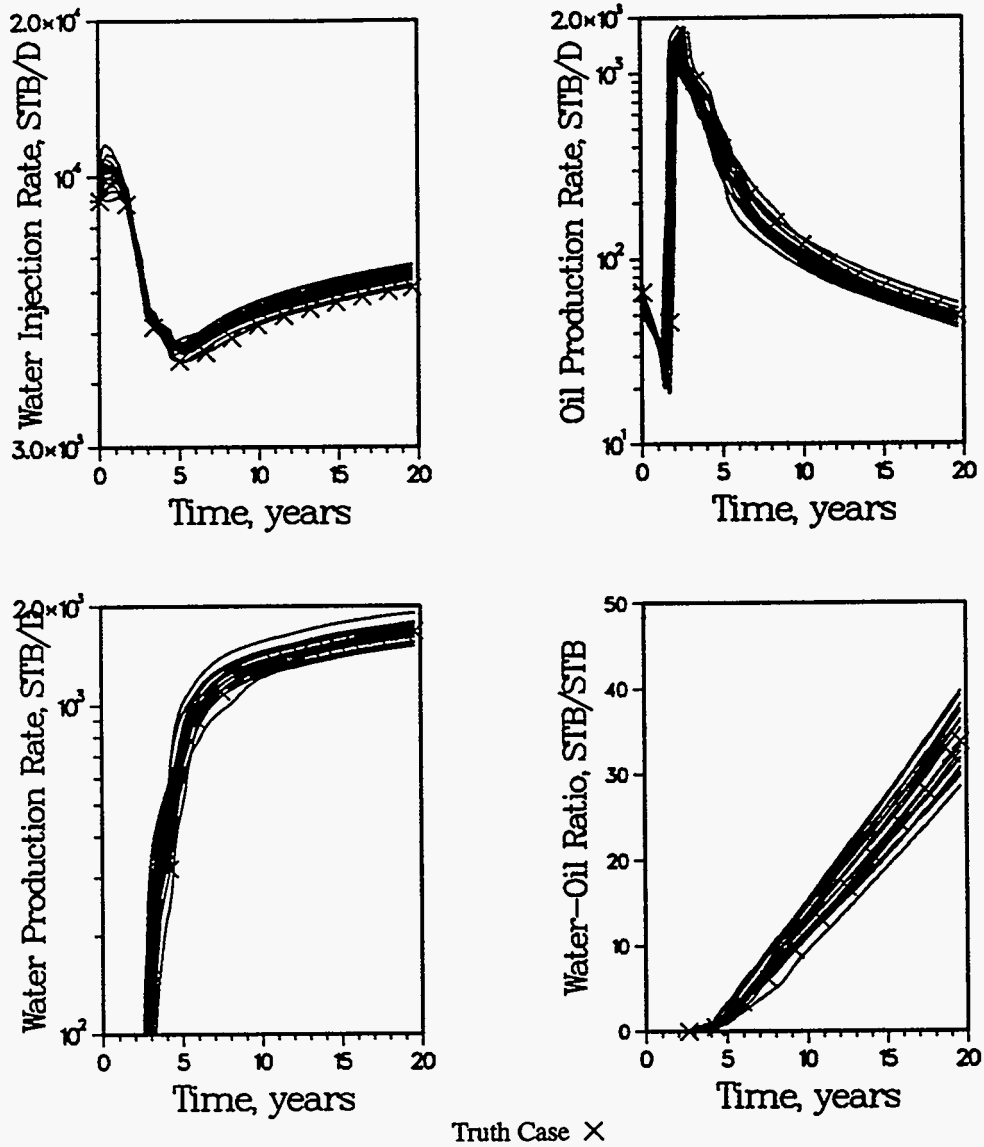 2.0×10⁴
Water Injection Rate, STB/D
10⁴
3.0×10³
0 5 10 15 20
Time, years
2.0×10³
Oil Production Rate, STB/D
10³
10²
10¹
0 5 10 15 20
Time, years
2.0×10³
Water Production Rate, STB/D
10³
10²
0 5 10 15 20
Time, years
50
Water-Oil Ratio, STB/STB
40
30
20
10
0
0 5 10 15 20
Time, years
Truth Case ×